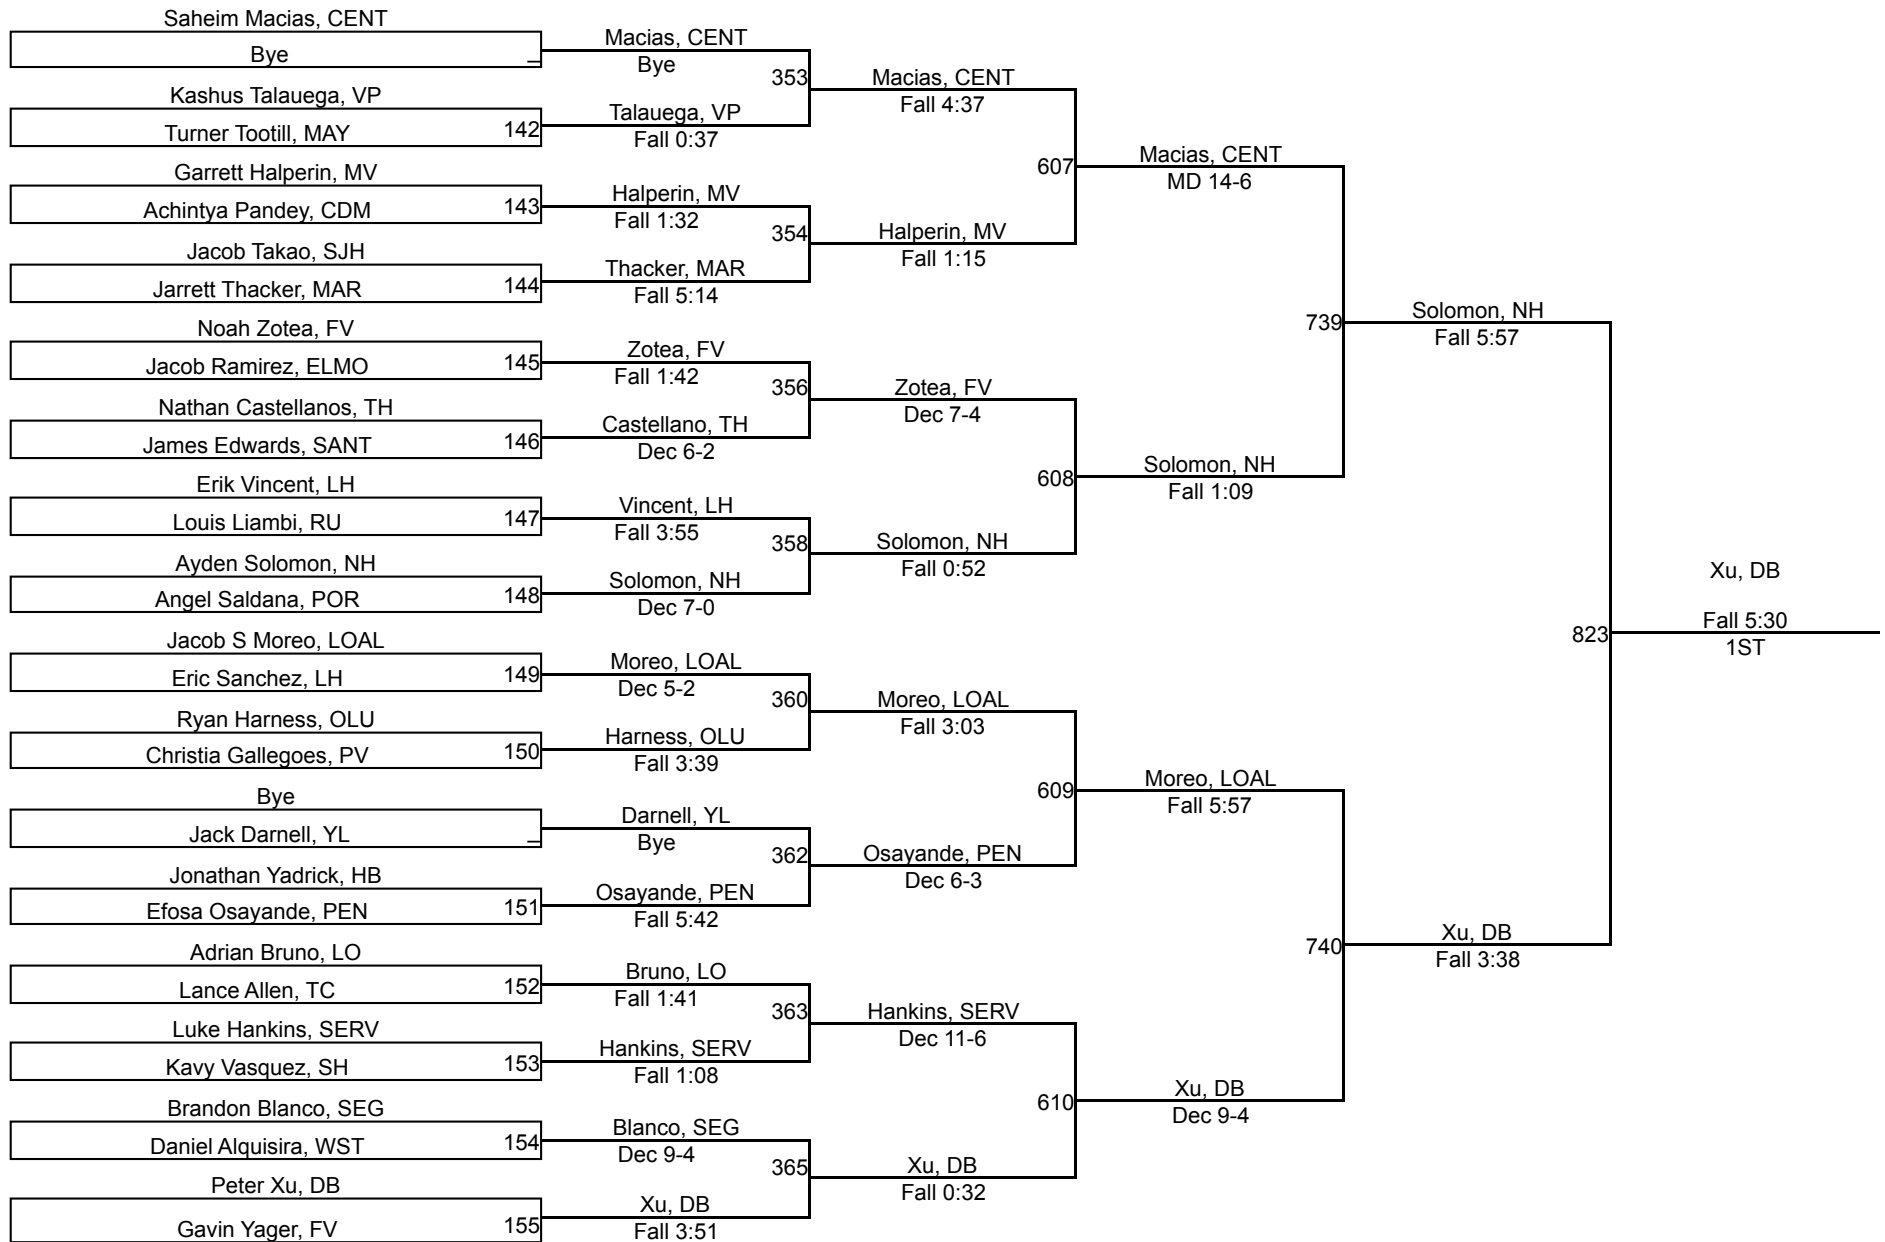 Saheim Macias, CENT
Bye
Kashus Talauega, VP
Turner Tootill, MAY 142
Garrett Halperin, MV
Achintya Pandey, CDM 143
Jacob Takao, SJH
Jarrett Thacker, MAR 144
Noah Zotea, FV
Jacob Ramirez, ELMO 145
Nathan Castellanos, TH
James Edwards, SANT 146
Erik Vincent, LH
Louis Liambi, RU 147
Ayden Solomon, NH
Angel Saldana, POR 148
Jacob S Moreo, LOAL
Eric Sanchez, LH 149
Ryan Harness, OLU
Christia Gallegoes, PV 150
Bye
Jack Darnell, YL
Jonathan Yadrick, HB
Efosa Osayande, PEN 151
Adrian Bruno, LO
Lance Allen, TC 152
Luke Hankins, SERV
Kavy Vasquez, SH 153
Brandon Blanco, SEG
Daniel Alquisira, WST 154
Peter Xu, DB
Gavin Yager, FV 155
Macias, CENT
Bye
353
Talauega, VP
Fall 0:37
Halperin, MV
Fall 1:32
354
Thacker, MAR
Fall 5:14
Zotea, FV
Fall 1:42
356
Castellano, TH
Dec 6-2
Vincent, LH
Fall 3:55
358
Solomon, NH
Dec 7-0
Moreo, LOAL
Dec 5-2
360
Harness, OLU
Fall 3:39
Darnell, YL
Bye
362
Osayande, PEN
Fall 5:42
Bruno, LO
Fall 1:41
363
Hankins, SERV
Fall 1:08
Blanco, SEG
Dec 9-4
365
Xu, DB
Fall 3:51
Macias, CENT
Fall 4:37
607
Halperin, MV
Fall 1:15
Zotea, FV
Dec 7-4
608
Solomon, NH
Fall 0:52
Moreo, LOAL
Fall 3:03
609
Osayande, PEN
Dec 6-3
Hankins, SERV
Dec 11-6
610
Xu, DB
Fall 0:32
Macias, CENT
MD 14-6
739
Solomon, NH
Fall 1:09
Moreo, LOAL
Fall 5:57
740
Xu, DB
Dec 9-4
Solomon, NH
Fall 5:57
823
Xu, DB
Fall 3:38
Xu, DB
Fall 5:30
1ST